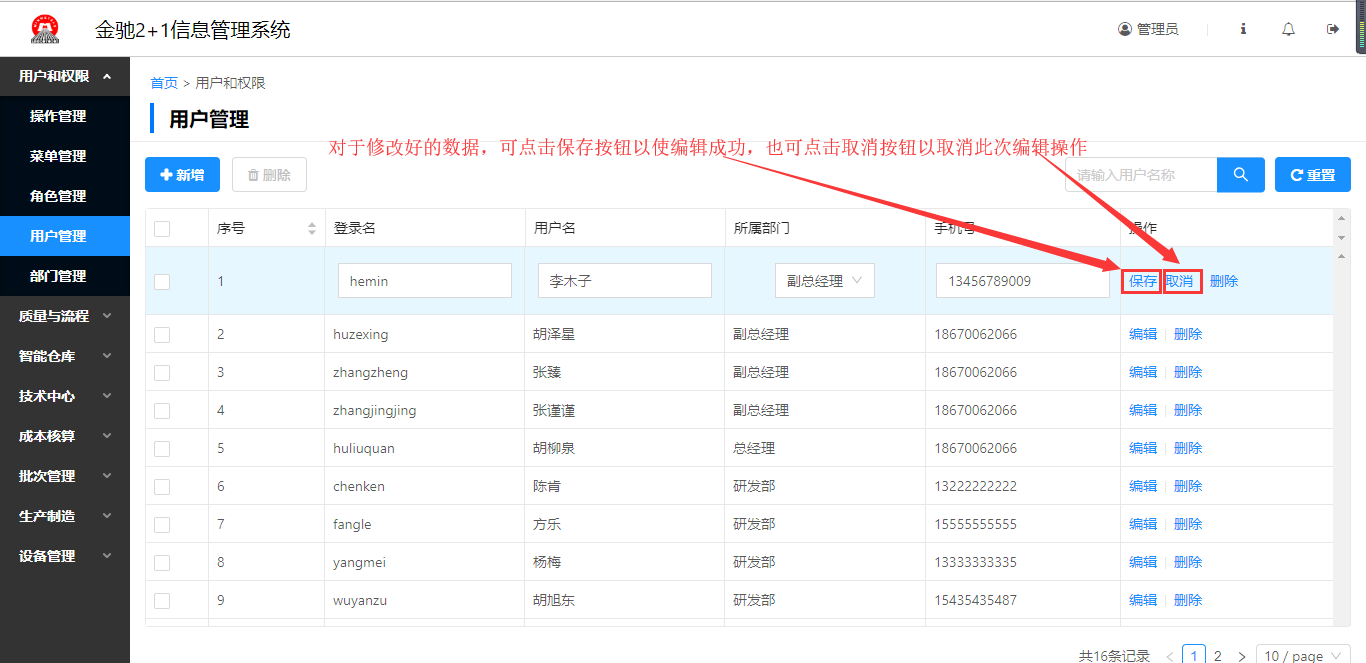 金驰2+1信息管理系统
管理员
用户和权限
操作管理
菜单管理
角色管理
用户管理
部门管理
质量与流程
智能仓库
技术中心
成本核算
批次管理
生产制造
设备管理
首页 > 用户和权限
用户管理
对于修改好的数据，可点击保存按钮以使编辑成功，也可点击取消按钮以取消此次编辑操作
新增 删除 请输入用户名称 重置
序号 登录名 用户名 所属部门 手机号 操作
1 hemin 李木子 副总经理 13456789009 保存 取消 删除
2 huzexing 胡泽星 副总经理 18670062066 编辑 删除
3 zhangzheng 张臻 副总经理 18670062066 编辑 删除
4 zhangjingjing 张谨谨 副总经理 18670062066 编辑 删除
5 huliuquan 胡柳泉 总经理 18670062066 编辑 删除
6 chenken 陈肯 研发部 13222222222 编辑 删除
7 fangle 方乐 研发部 15555555555 编辑 删除
8 yangmei 杨梅 研发部 13333333335 编辑 删除
9 wuyanzu 胡旭东 研发部 15435435487 编辑 删除
共16条记录 < 1 2 > 10 / page